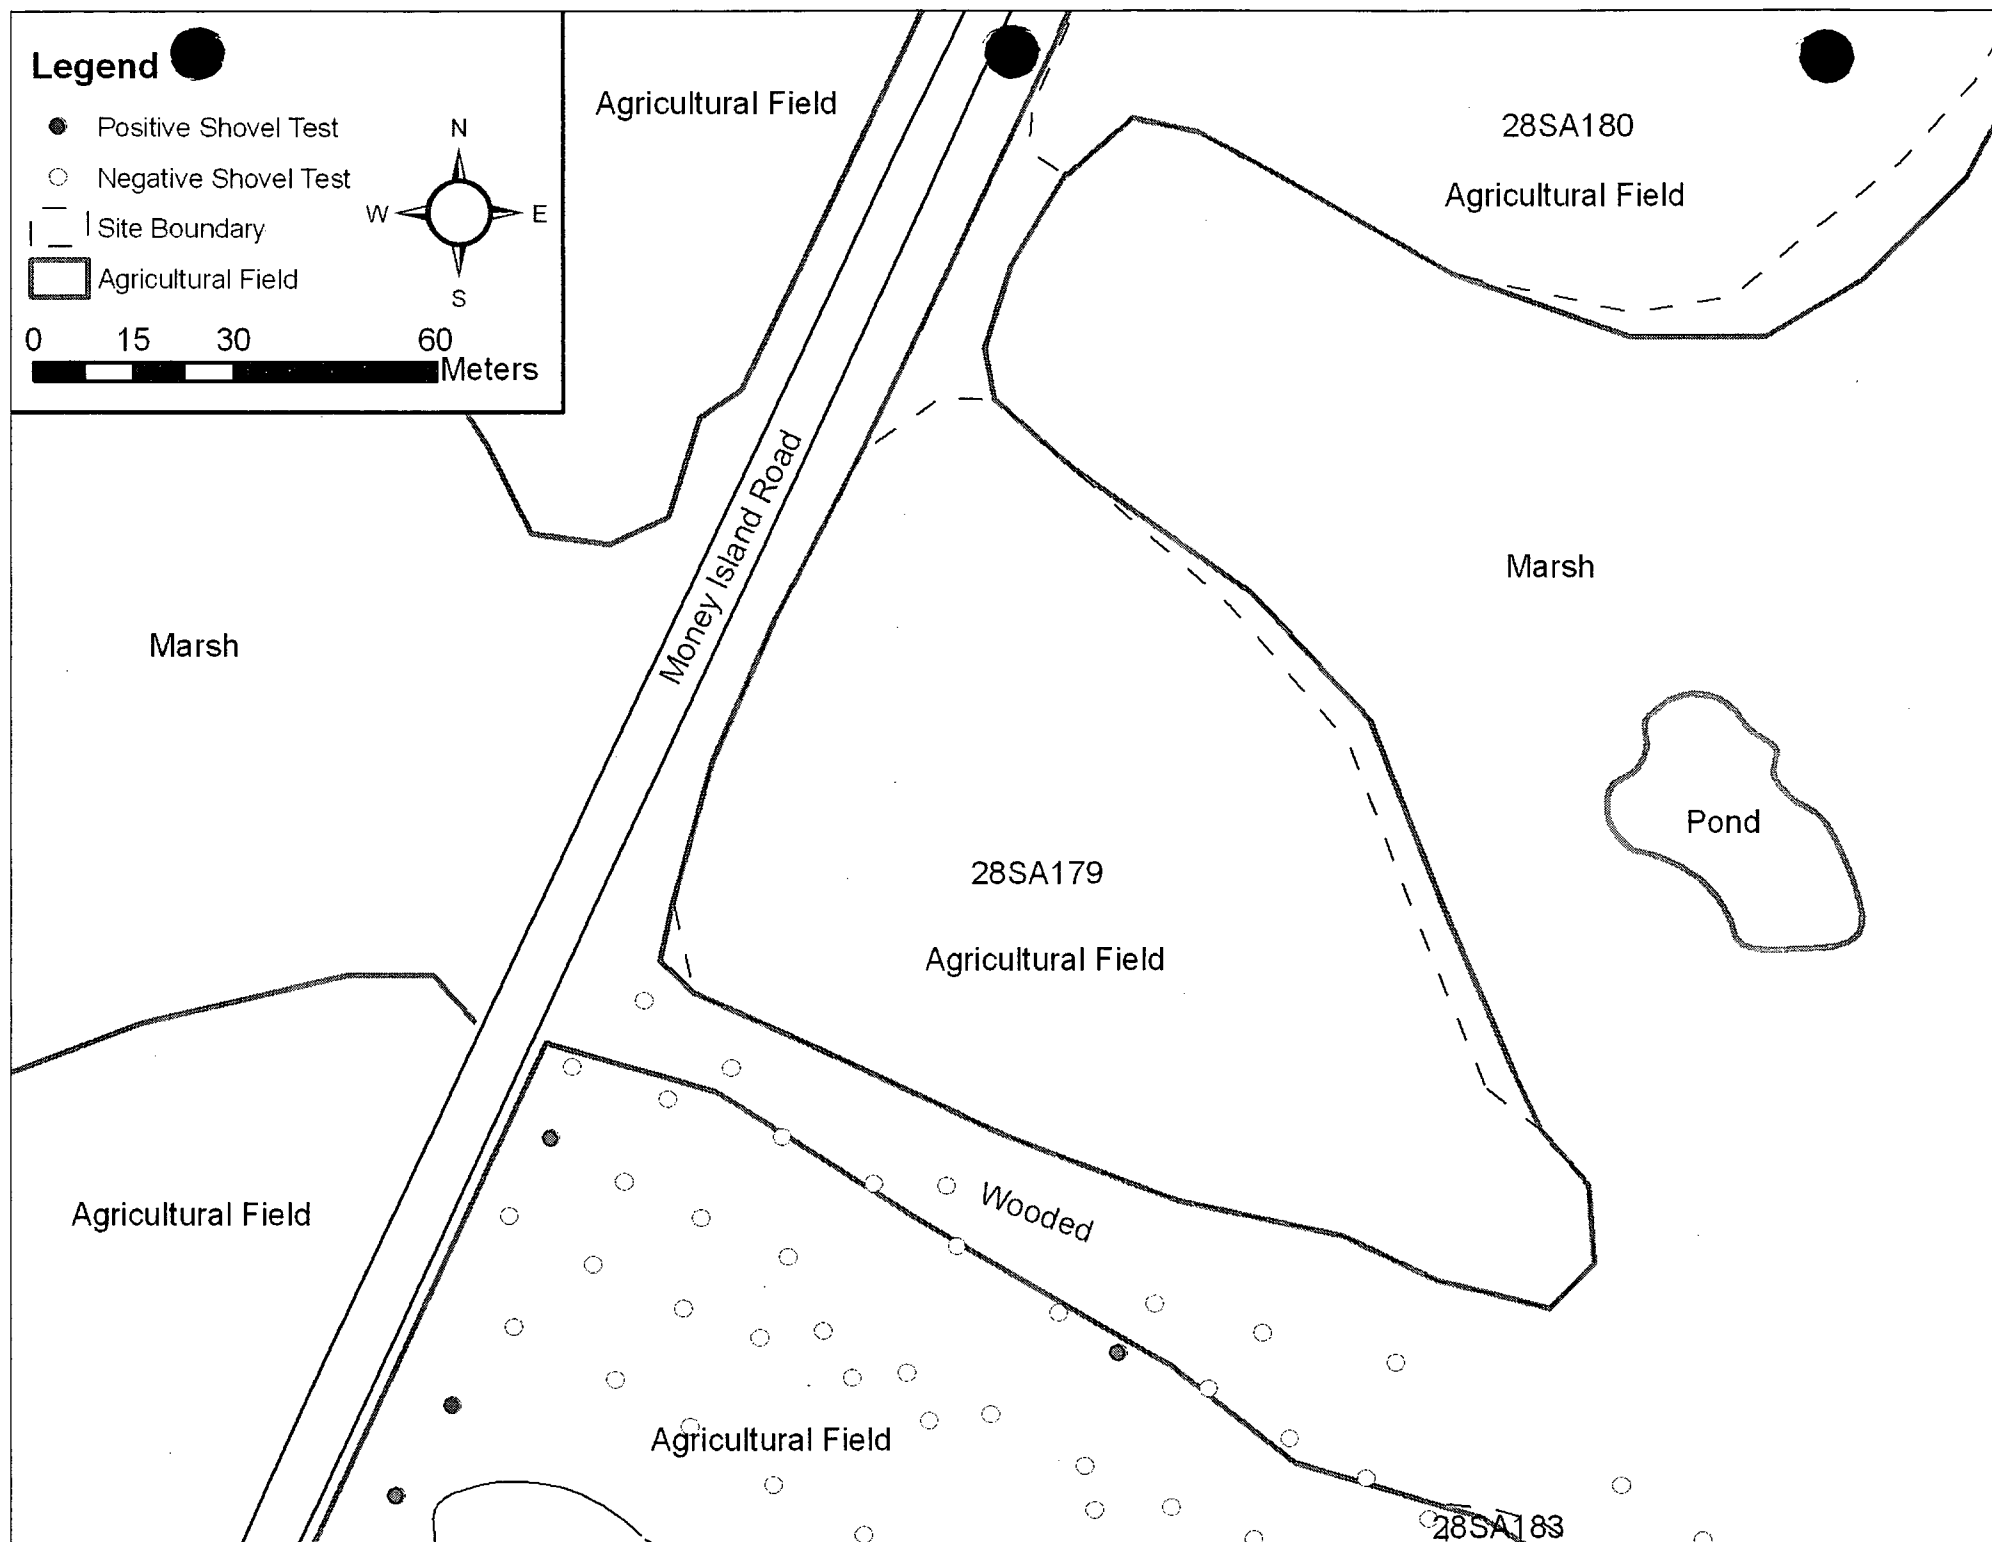 Legend
Positive Shovel Test
Negative Shovel Test
Site Boundary
Agricultural Field
N
W
E
S
0 15 30 60
Meters
Agricultural Field
28SA180
Agricultural Field
Money Island Road
Marsh
Marsh
Pond
28SA179
Agricultural Field
Agricultural Field
Wooded
Agricultural Field
28SA183